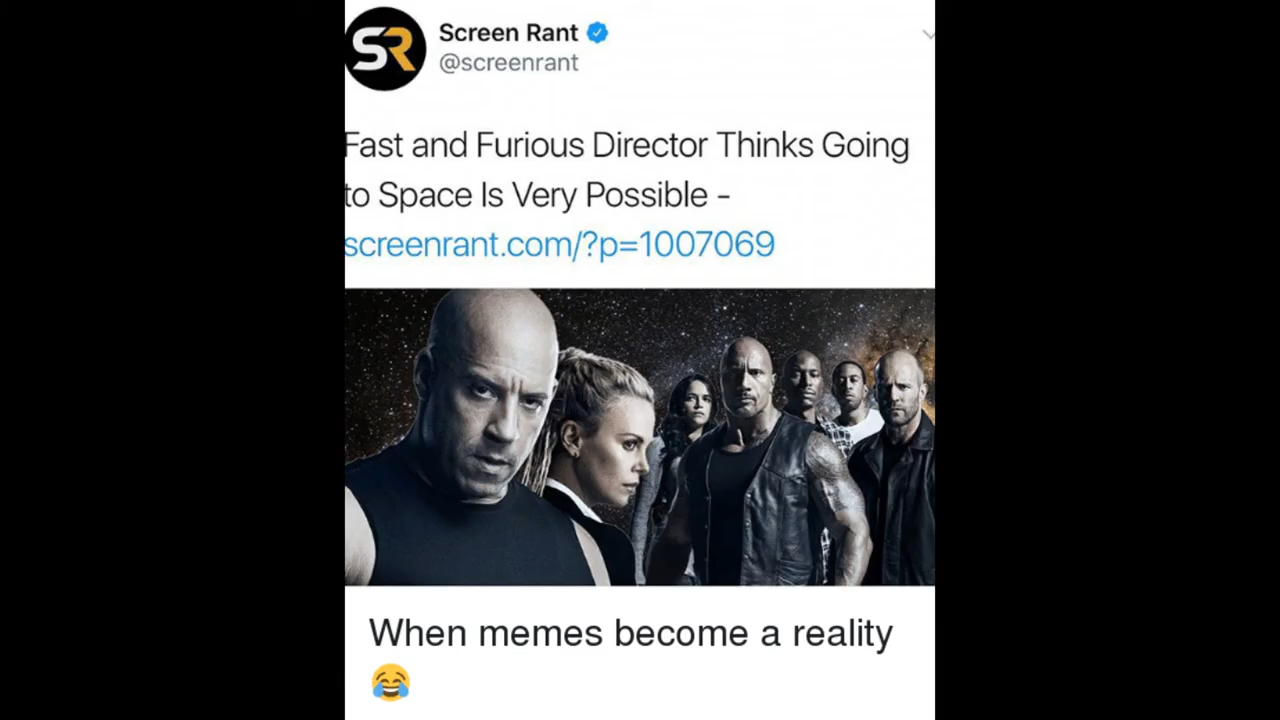 SR
Screen Rant
@screenrant
Fast and Furious Director Thinks Going
to Space Is Very Possible -
screenrant.com/?p=1007069
When memes become a reality
😂